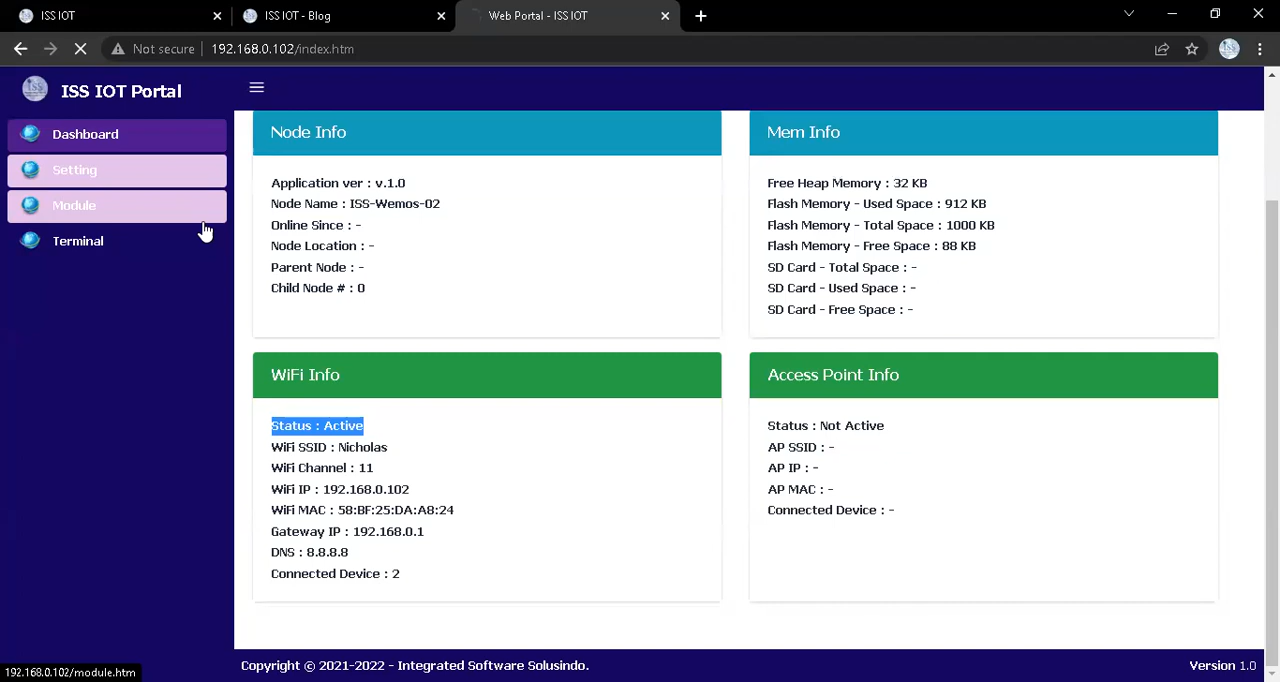 ISS IOT
ISS IOT - Blog
Web Portal - ISS IOT
Not secure
192.168.0.102/index.htm
ISS IOT Portal
Dashboard
Setting
Module
Terminal
Node Info
Application ver : v.1.0
Node Name : ISS-Wemos-02
Online Since : -
Node Location : -
Parent Node : -
Child Node # : 0
Mem Info
Free Heap Memory : 32 KB
Flash Memory - Used Space : 912 KB
Flash Memory - Total Space : 1000 KB
Flash Memory - Free Space : 88 KB
SD Card - Total Space : -
SD Card - Used Space : -
SD Card - Free Space : -
WiFi Info
Status : Active
WiFi SSID : Nicholas
WiFi Channel : 11
WiFi IP : 192.168.0.102
WiFi MAC : 58:BF:25:DA:A8:24
Gateway IP : 192.168.0.1
DNS : 8.8.8.8
Connected Device : 2
Access Point Info
Status : Not Active
AP SSID : -
AP IP : -
AP MAC : -
Connected Device : -
Copyright © 2021-2022 - Integrated Software Solusindo.
Version 1.0
192.168.0.102/module.htm